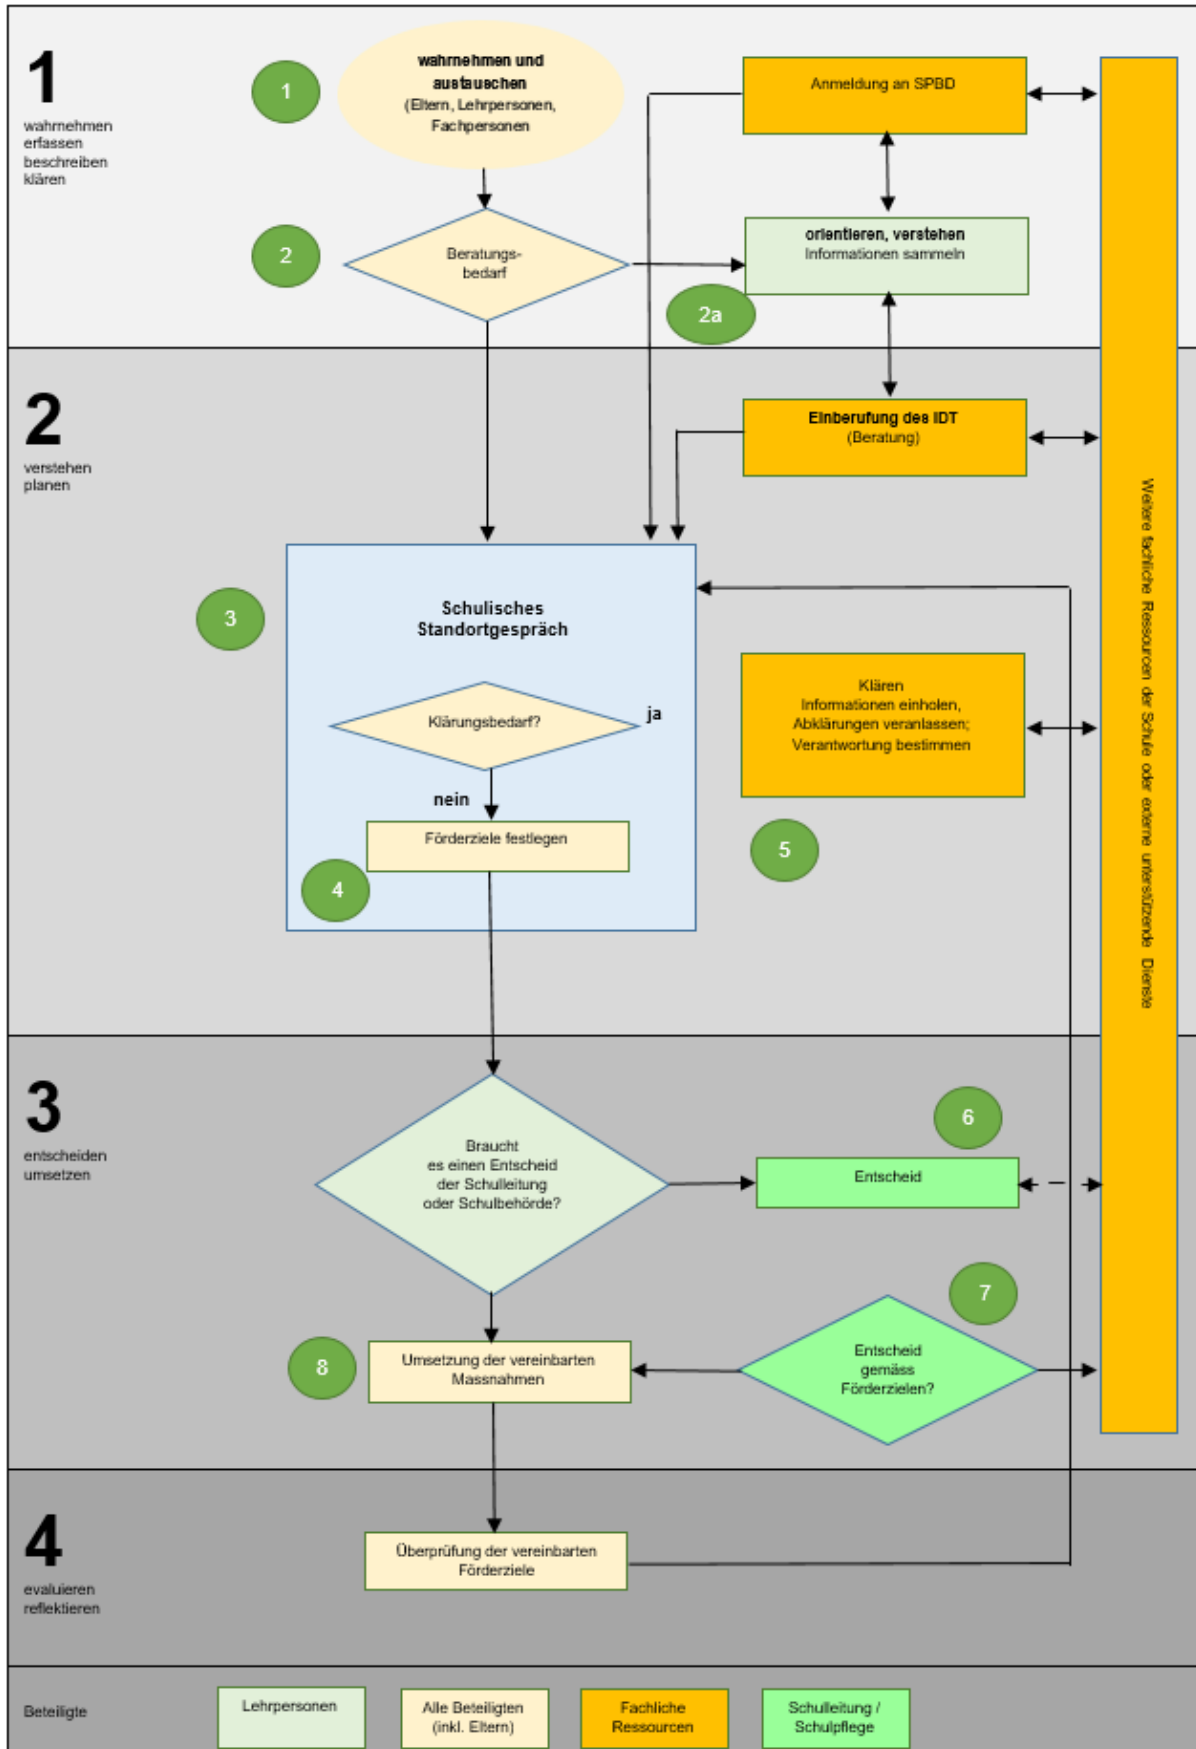 1
wahrnehmen
erfassen
beschreiben
klären
1
wahrnehmen und
austauschen
(Eltern, Lehrpersonen,
Fachpersonen
Anmeldung an SPBD
2
Beratungs-
bedarf
orientieren, verstehen
Informationen sammeln
2a
2
verstehen
planen
Einberufung des IDT
(Beratung)
Weitere fachliche Ressourcen der Schule oder externe unterstützende Dienste
3
Schulisches
Standortgespräch
Klärungsbedarf?
ja
nein
Förderziele festlegen
4
Klären
Informationen einholen,
Abklärungen veranlassen;
Verantwortung bestimmen
5
3
entscheiden
umsetzen
Braucht
es einen Entscheid
der Schulleitung
oder Schulbehörde?
6
Entscheid
7
Entscheid
gemäss
Förderzielen?
8
Umsetzung der vereinbarten
Massnahmen
4
evaluieren
reflektieren
Überprüfung der vereinbarten
Förderziele
Beteiligte
Lehrpersonen
Alle Beteiligten
(inkl. Eltern)
Fachliche
Ressourcen
Schulleitung /
Schulpflege